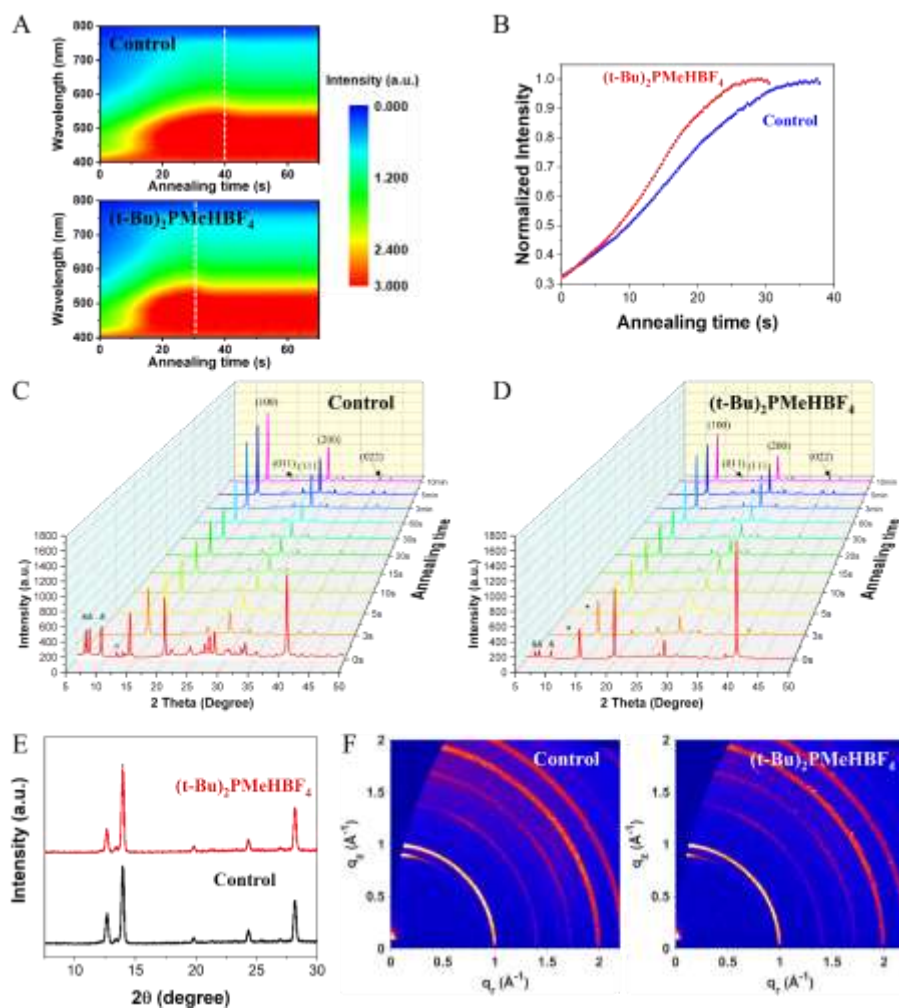 A
Control
Wavelength (nm)
800
700
600
500
400
0 20 40 60
Annealing time (s)
(t-Bu)2PMeHBF4
Wavelength (nm)
800
700
600
500
400
0 20 40 60
Annealing time (s)
Intensity (a.u.)
0.000
1.200
2.400
3.000
B
(t-Bu)2PMeHBF4
Control
Normalized Intensity
1.0
0.9
0.8
0.7
0.6
0.5
0.4
0.3
0 10 20 30 40
Annealing time (s)
C
Control
(100)
(011)
(111)
(200)
(022)
10min
5min
3min
60s
30s
20s
15s
10s
5s
3s
0s
Annealing time
Intensity (a.u.)
1800
1600
1400
1200
1000
800
600
400
200
0
5 10 15 20 25 30 35 40 45 50
2 Theta (Degree)
D
(t-Bu)2PMeHBF4
(100)
(011)
(111)
(200)
(022)
10min
5min
3min
60s
30s
20s
15s
10s
5s
3s
0s
Annealing time
Intensity (a.u.)
1800
1600
1400
1200
1000
800
600
400
200
0
5 10 15 20 25 30 35 40 45 50
2 Theta (Degree)
E
(t-Bu)2PMeHBF4
Control
Intensity (a.u.)
10 15 20 25 30
2θ (degree)
F
Control
qz (Å-1)
2
1.5
1
0.5
0
0 0.5 1 1.5 2
qr (Å-1)
(t-Bu)2PMeHBF4
qz (Å-1)
2
1.5
1
0.5
0
0 0.5 1 1.5 2
qr (Å-1)